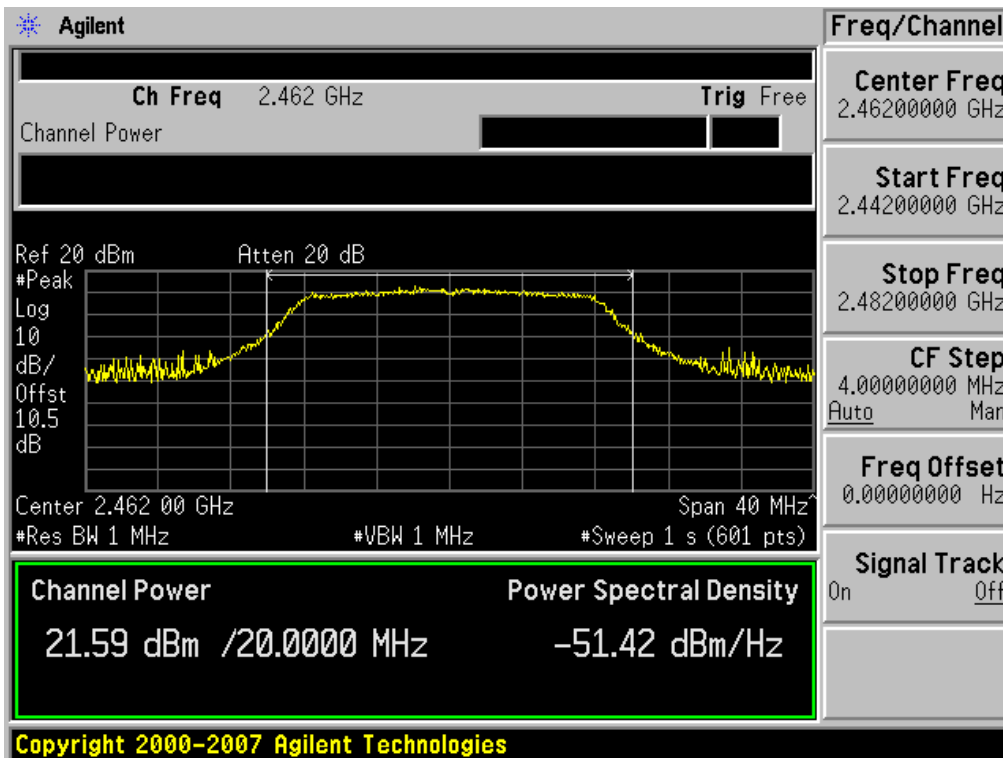 Agilent
Freq/Channel
Ch Freq 2.462 GHz Trig Free
Channel Power
Center Freq
2.46200000 GHz
Start Freq
2.44200000 GHz
Stop Freq
2.48200000 GHz
CF Step
4.00000000 MHz
Auto Man
Freq Offset
0.00000000 Hz
Signal Track
On Off
Ref 20 dBm Atten 20 dB
#Peak
Log
10
dB/
Offst
10.5
dB
Center 2.462 00 GHz Span 40 MHz^
#Res BW 1 MHz #VBW 1 MHz #Sweep 1 s (601 pts)
Channel Power Power Spectral Density
21.59 dBm /20.0000 MHz -51.42 dBm/Hz
Copyright 2000-2007 Agilent Technologies